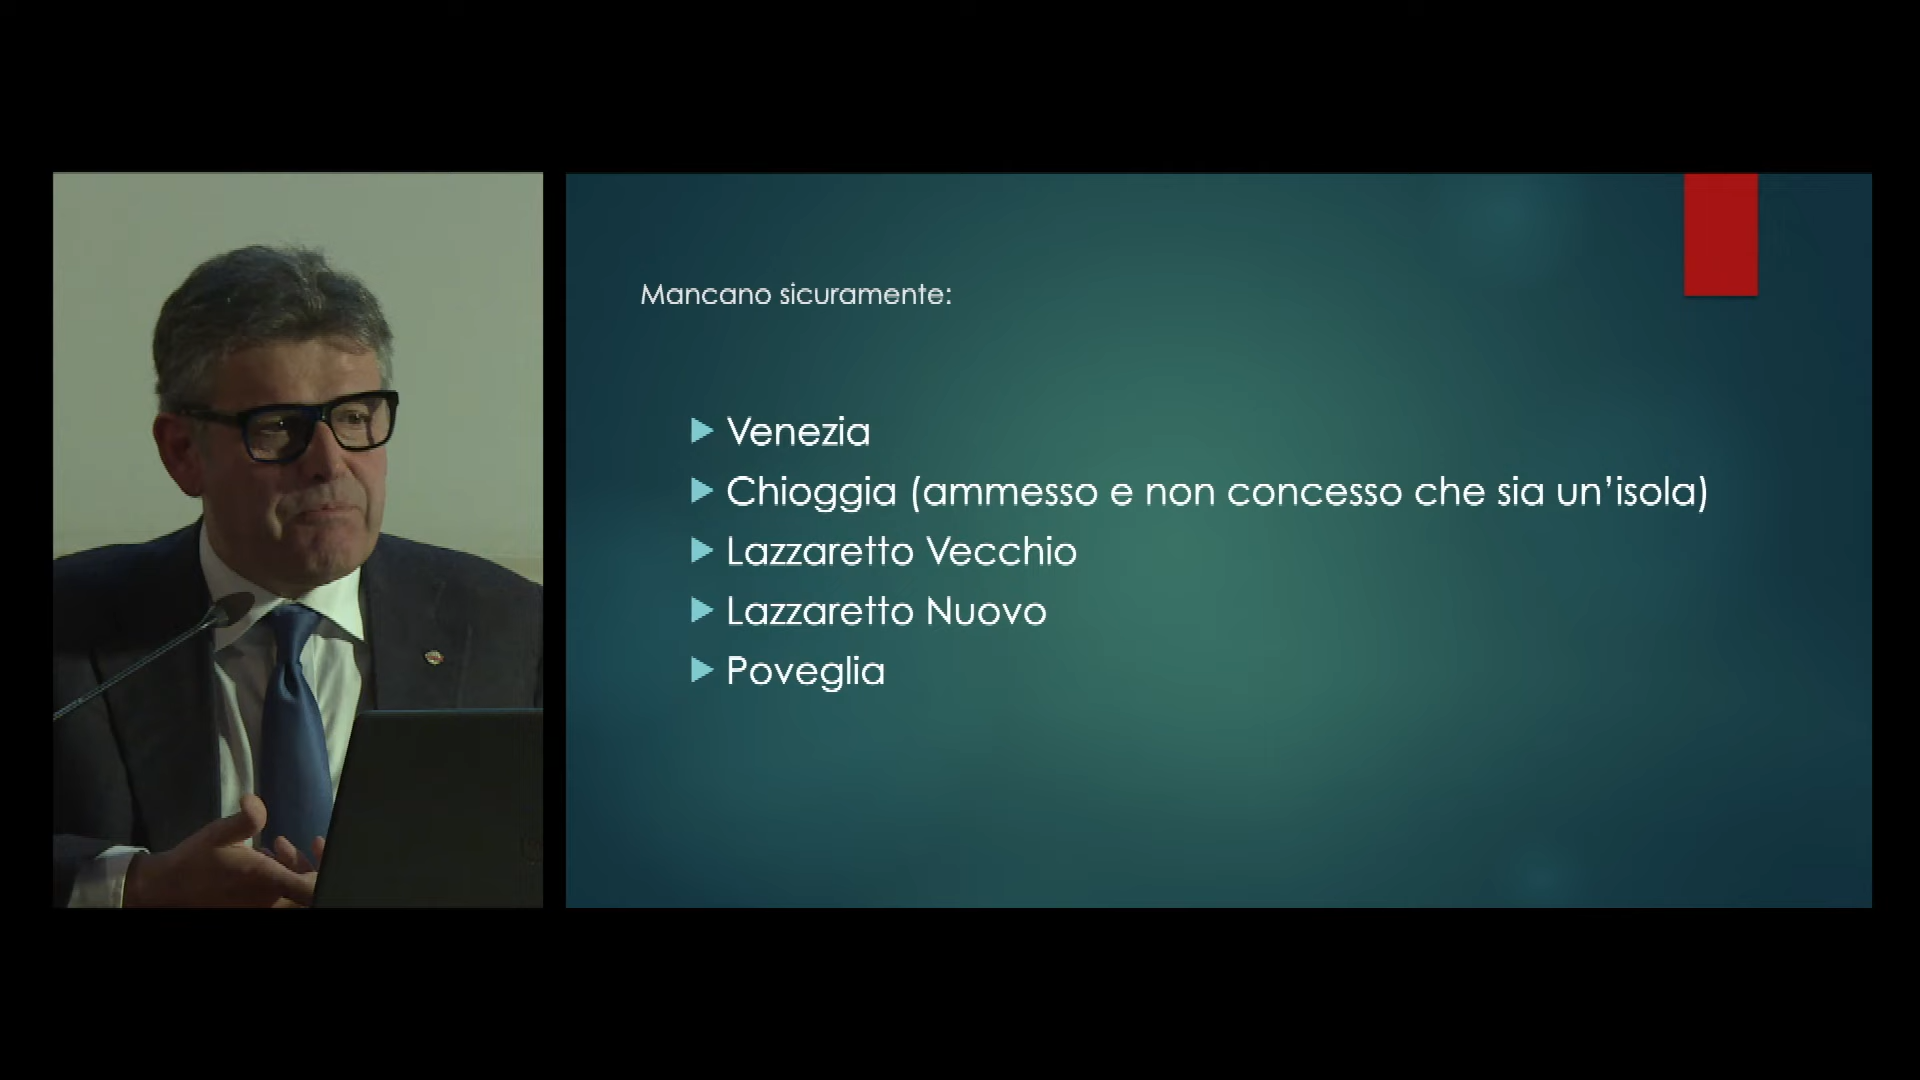 Mancano sicuramente:
Venezia
Chioggia (ammesso e non concesso che sia un’isola)
Lazzaretto Vecchio
Lazzaretto Nuovo
Poveglia